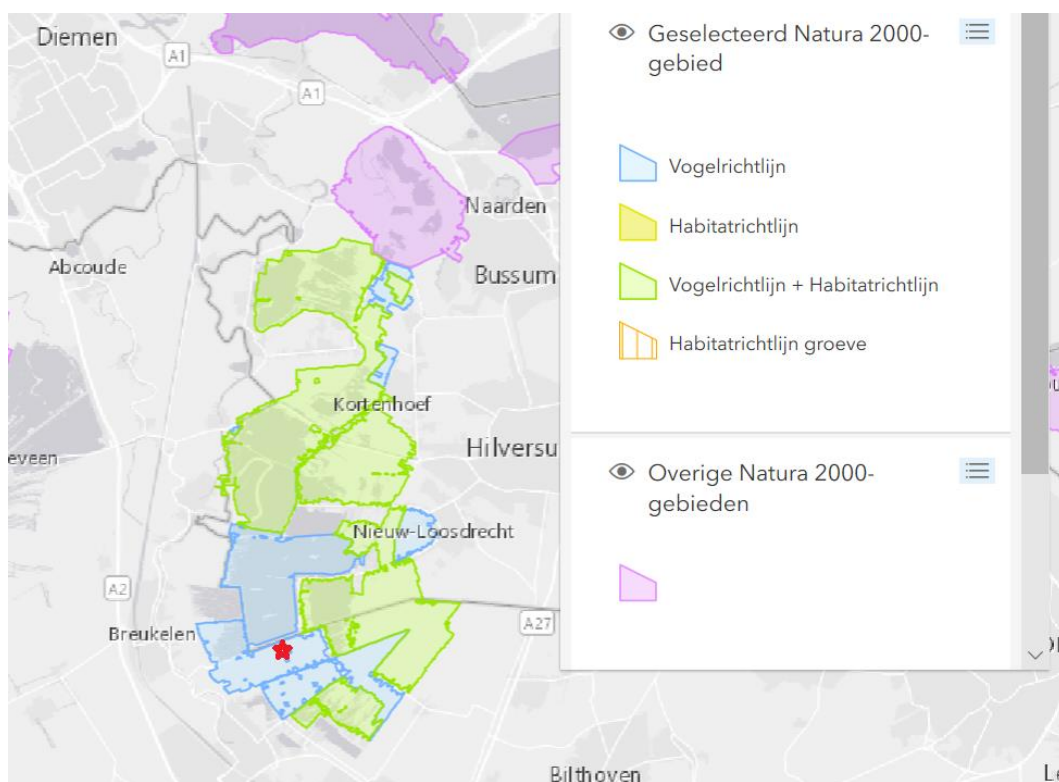 Diemen
A1
A1
Naarden
Abcoude
Bussum
Kortenhoef
Hilversu
eveen
Nieuw-Loosdrecht
A2
Breukelen
A27
Bilthoven
Geselecteerd Natura 2000-
gebied
Vogelrichtlijn
Habitatrichtlijn
Vogelrichtlijn + Habitatrichtlijn
Habitatrichtlijn groeve
Overige Natura 2000-
gebieden